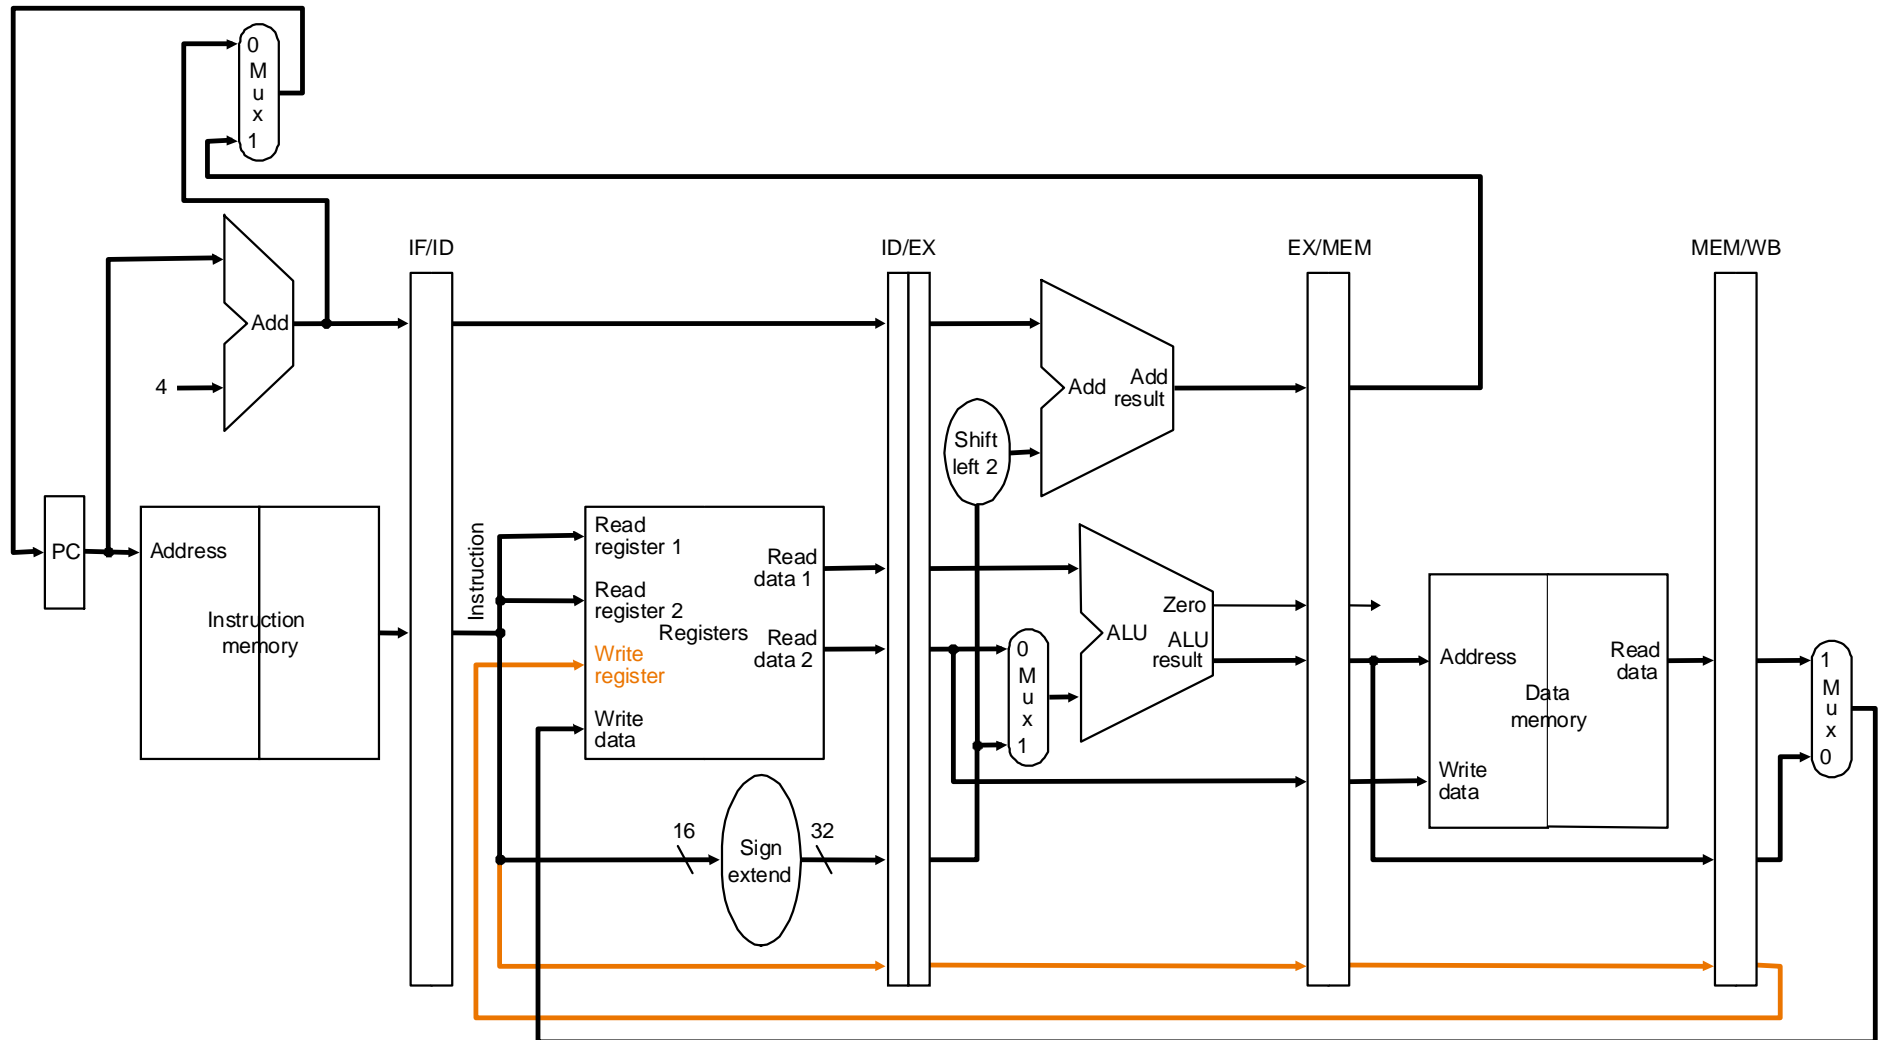 0
M
u
x
1
IF/ID
ID/EX
EX/MEM
MEM/WB
Add
4
Add
Add
result
Shift
left 2
PC
Address
Instruction
memory
Instruction
Read
register 1
Read
register 2
Write
register
Write
data
Registers
Read
data 1
Read
data 2
0
M
u
x
1
ALU
Zero
ALU
result
Address
Read
data
Data
memory
Write
data
1
M
u
x
0
16
Sign
extend
32